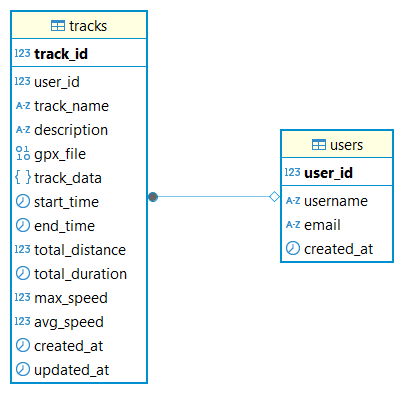 tracks
123 track_id
123 user_id
A-Z track_name
A-Z description
gpx_file
{ } track_data
start_time
end_time
123 total_distance
total_duration
123 max_speed
123 avg_speed
created_at
updated_at
users
123 user_id
A-Z username
A-Z email
created_at